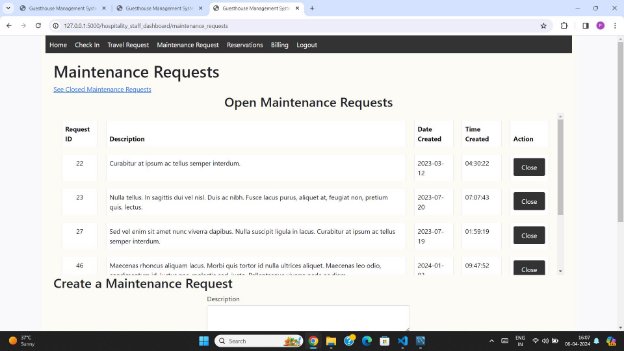 Guesthouse Management Syste
Guesthouse Management Syste
Guesthouse Management Syste
127.0.0.1:5000/hospitality_staff_dashboard/maintenance_requests
Home Check In Travel Request Maintenance Request Reservations Billing Logout
Maintenance Requests
See Closed Maintenance Requests
Open Maintenance Requests
Request ID Description Date Created Time Created Action
22 Curabitur at ipsum ac tellus semper interdum. 2023-03-12 04:30:22 Close
23 Nulla tellus. In sagittis dui vel nisl. Duis ac nibh. Fusce lacus purus, aliquet at, feugiat non, pretium 2023-07-20 07:07:43 Close
quis, lectus.
27 Sed vel enim sit amet nunc viverra dapibus. Nulla suscipit ligula in lacus. Curabitur at ipsum ac tellus 2023-07-19 01:59:19 Close
semper interdum.
46 Maecenas rhoncus aliquam lacus. Morbi quis tortor id nulla ultrices aliquet. Maecenas leo odio, 2024-01- 09:47:52 Close
Create a Maintenance Request
Description
37°C
Sunny
Search
ENG
IN
16:07
06-04-2024